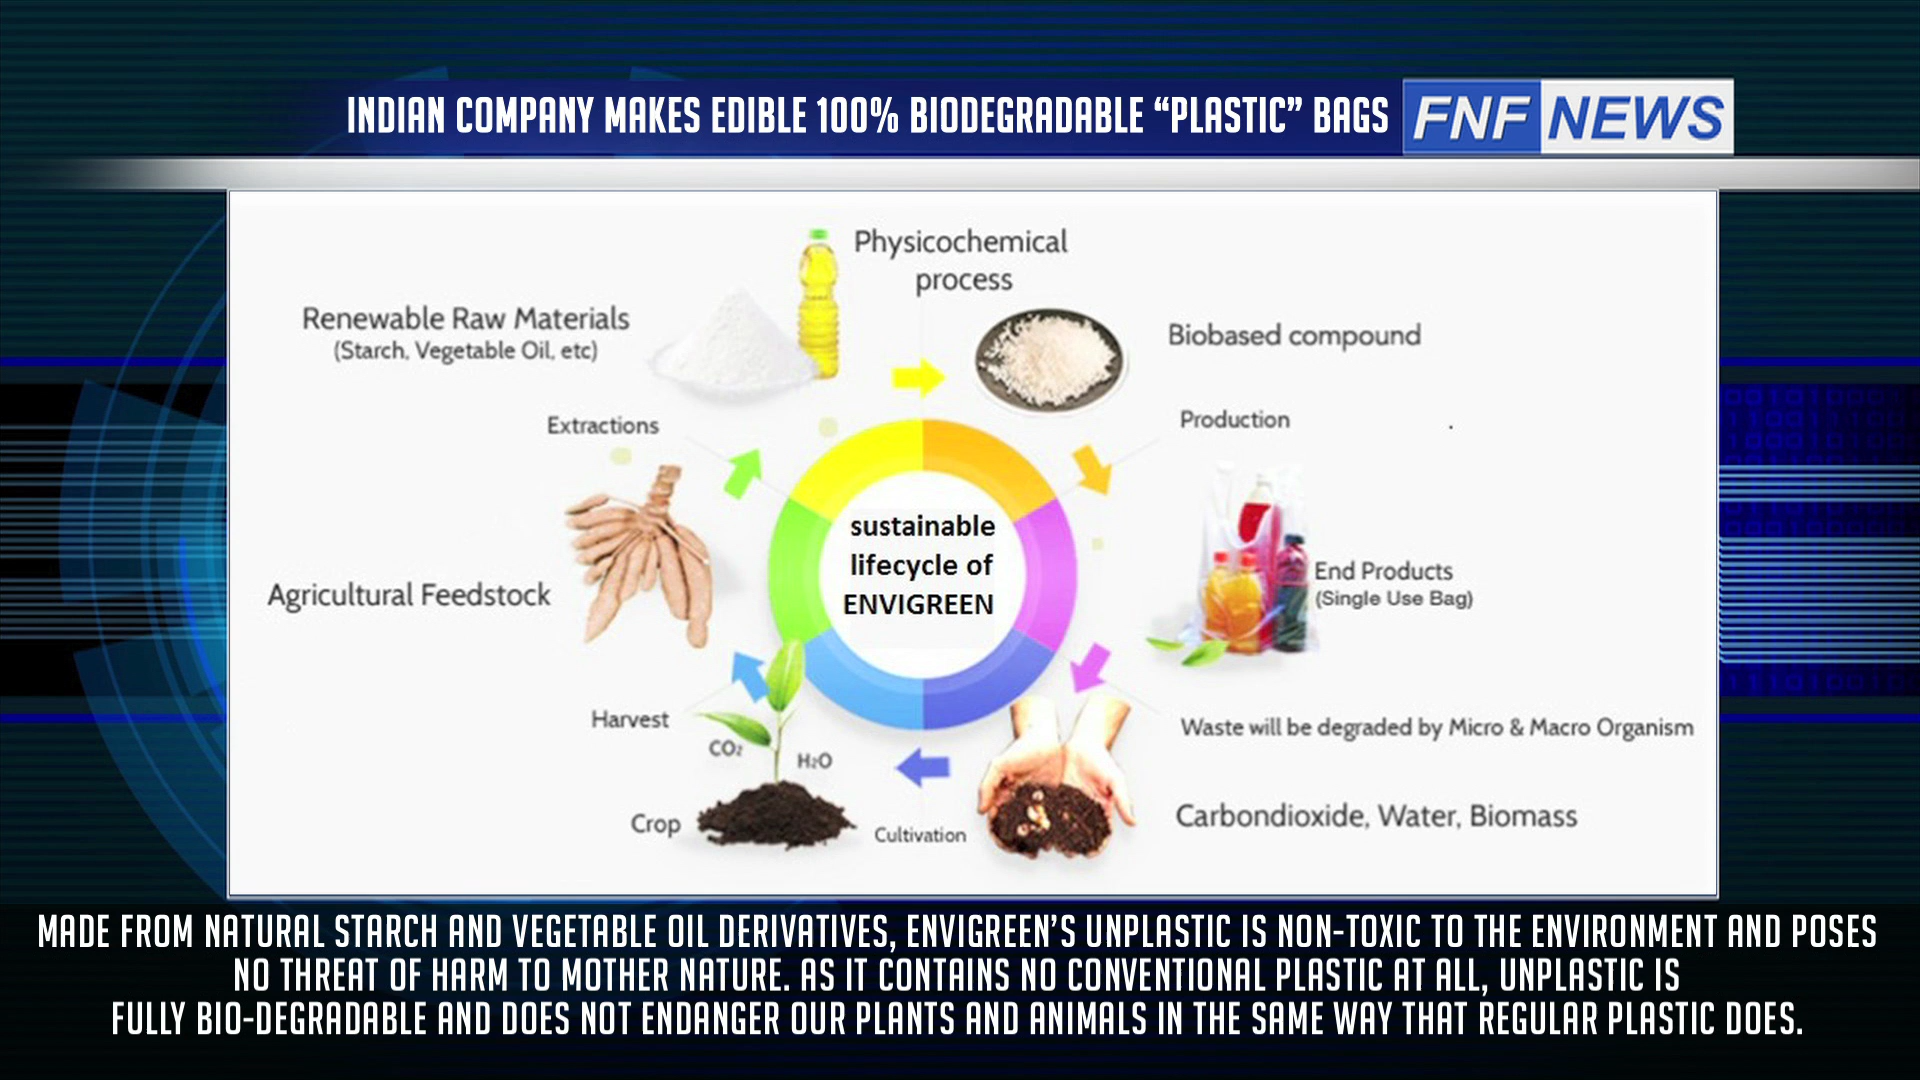 INDIAN COMPANY MAKES EDIBLE 100% BIODEGRADABLE “PLASTIC” BAGS
FNF NEWS
Physicochemical
process
Renewable Raw Materials
(Starch, Vegetable Oil, etc)
Biobased compound
Extractions
Production
sustainable
lifecycle of
ENVIGREEN
Agricultural Feedstock
End Products
(Single Use Bag)
Harvest
CO₂
H₂O
Waste will be degraded by Micro & Macro Organism
Crop
Cultivation
Carbondioxide, Water, Biomass
MADE FROM NATURAL STARCH AND VEGETABLE OIL DERIVATIVES, ENVIGREEN’S UNPLASTIC IS NON-TOXIC TO THE ENVIRONMENT AND POSES
NO THREAT OF HARM TO MOTHER NATURE. AS IT CONTAINS NO CONVENTIONAL PLASTIC AT ALL, UNPLASTIC IS
FULLY BIO-DEGRADABLE AND DOES NOT ENDANGER OUR PLANTS AND ANIMALS IN THE SAME WAY THAT REGULAR PLASTIC DOES.